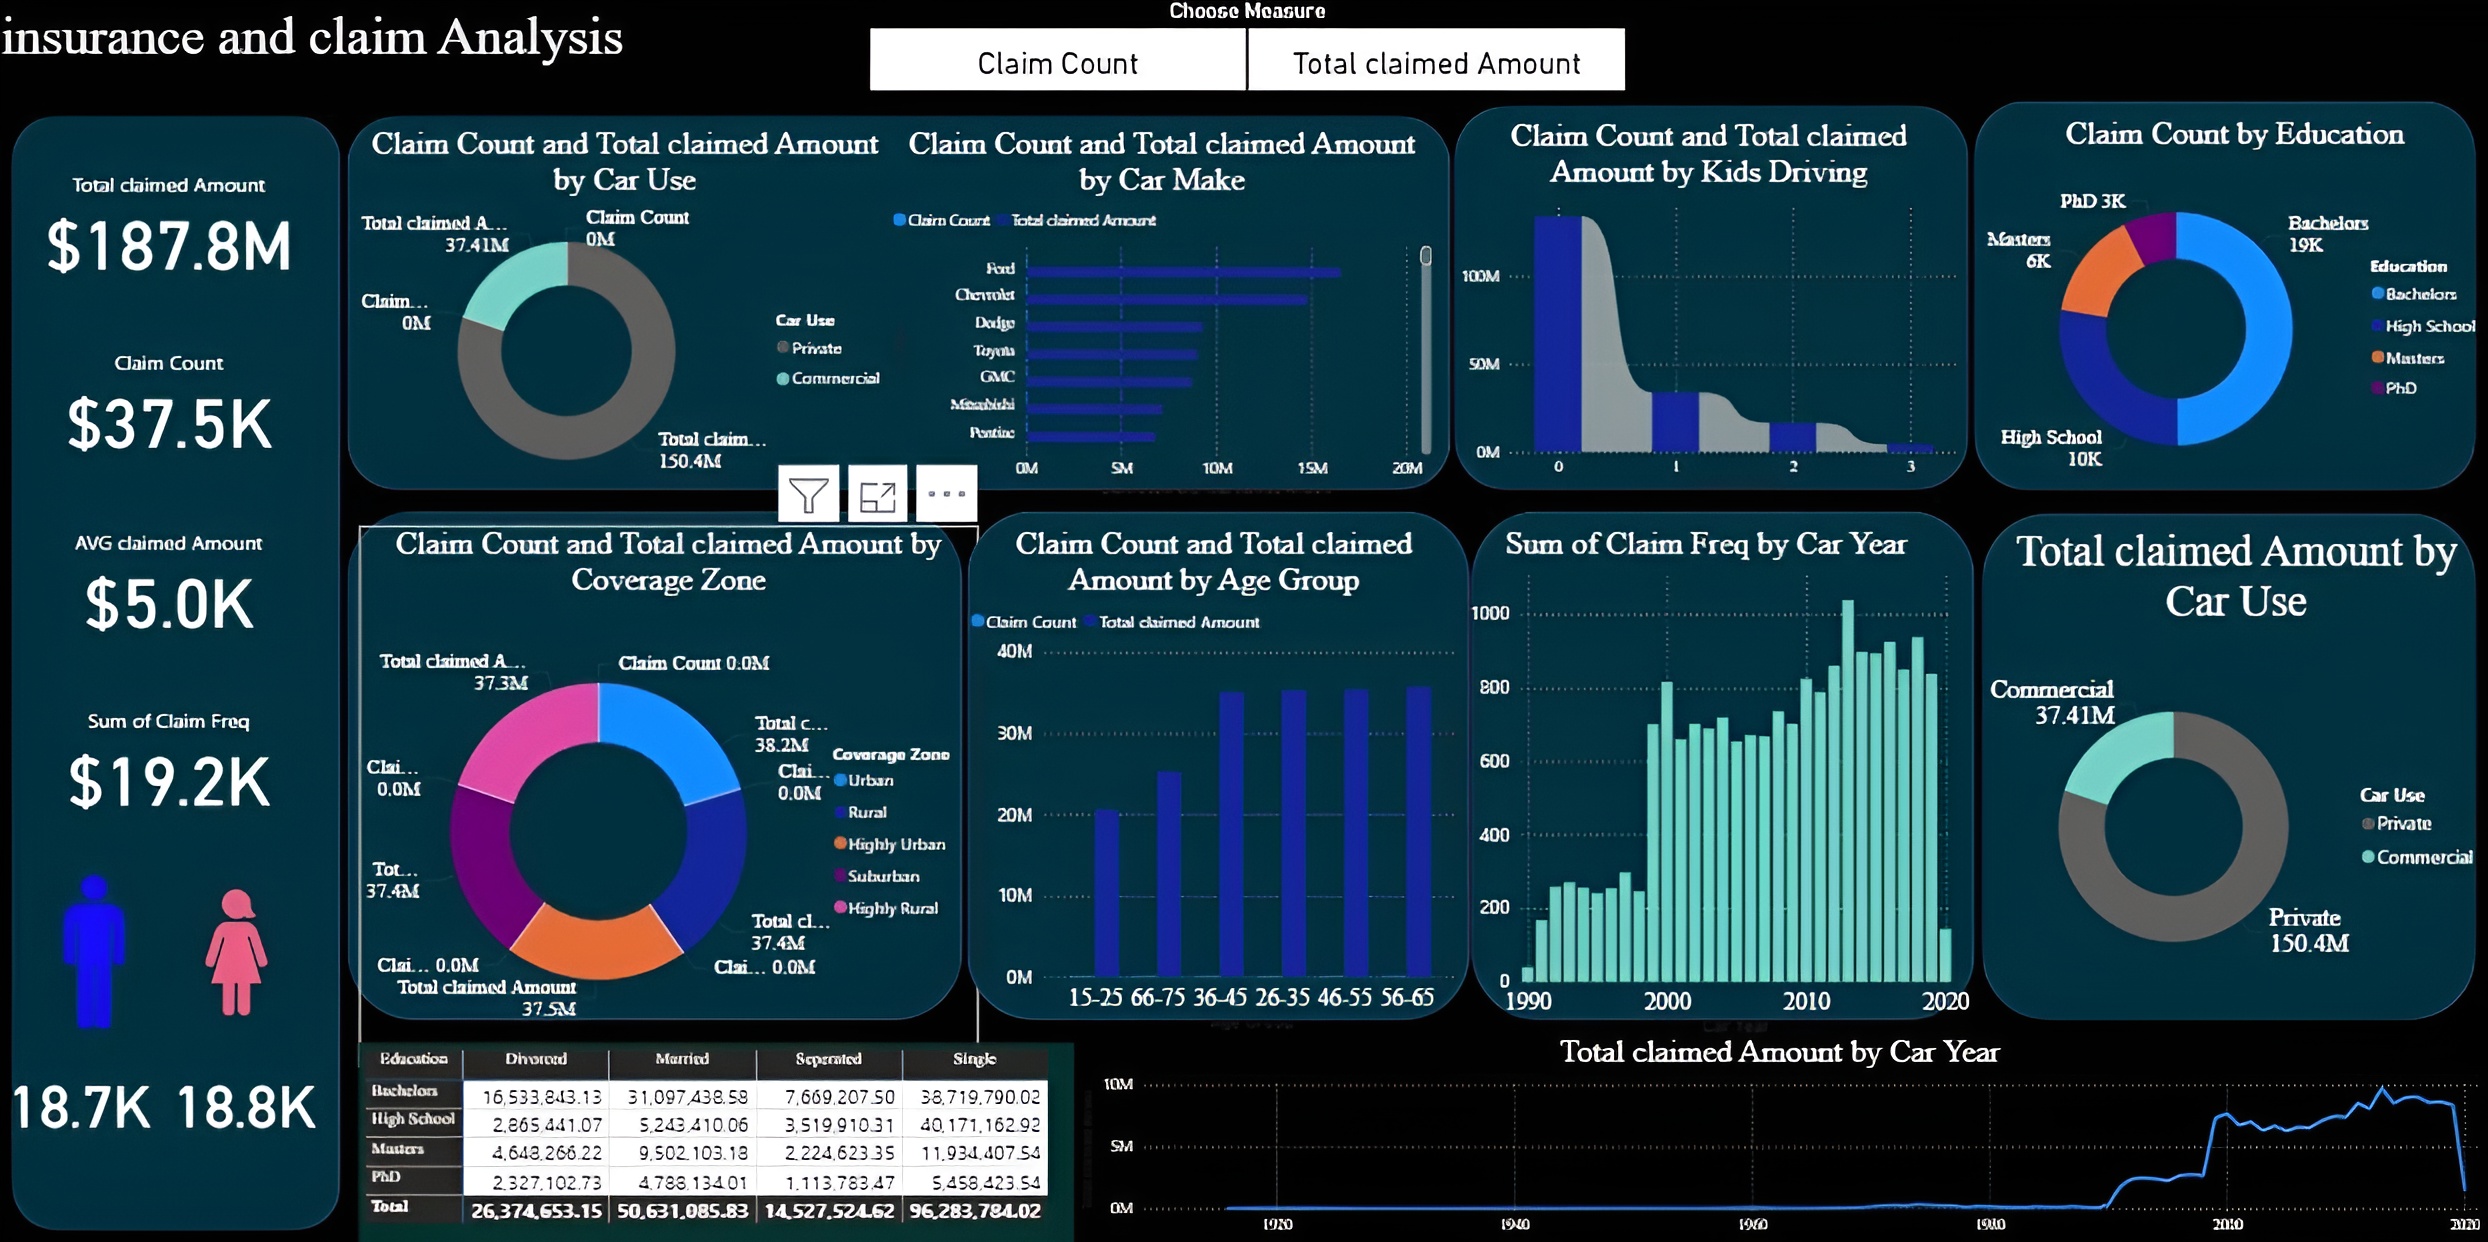 insurance and claim Analysis
Choose Measure
Claim Count
Total claimed Amount
Total claimed Amount
$187.8M
Claim Count
$37.5K
AVG claimed Amount
$5.0K
Sum of Claim Freq
$19.2K
18.7K 18.8K
Claim Count and Total claimed Amount
by Car Use
Total claimed A...
37.41M
Claim Count
0M
Claim...
0M
Total claim...
150.4M
Car Use
Private
Commercial
Claim Count and Total claimed Amount
by Car Make
Claim Count Total claimed Amount
Ford
Chevrolet
Dodge
Toyota
GMC
Mitsubishi
Pontiac
0M 5M 10M 15M 20M
Claim Count and Total claimed
Amount by Kids Driving
100M
50M
0M
0 1 2 3
Claim Count by Education
PhD 3K
Masters
6K
Bachelors
19K
High School
10K
Education
Bachelors
High School
Masters
PhD
Claim Count and Total claimed Amount by
Coverage Zone
Total claimed A...
37.3M
Claim Count 0.0M
Total c...
38.2M
Clai...
0.0M
Clai...
0.0M
Tot...
37.4M
Total cl...
37.4M
Clai... 0.0M
Clai... 0.0M
Total claimed Amount
37.5M
Coverage Zone
Urban
Rural
Highly Urban
Suburban
Highly Rural
Claim Count and Total claimed
Amount by Age Group
Claim Count Total claimed Amount
40M
30M
20M
10M
0M
15-25 66-75 36-45 26-35 46-55 56-65
Sum of Claim Freq by Car Year
1000
800
600
400
200
0
1990 2000 2010 2020
Total claimed Amount by
Car Use
Commercial
37.41M
Private
150.4M
Car Use
Private
Commercial
Education Divorced Married Seperated Single
Bachelors 16,533,843.13 31,097,438.58 7,669,207.50 38,719,790.02
High School 2,865,441.07 5,243,410.06 3,519,910.31 40,171,162.92
Masters 4,648,266.22 9,502,103.18 2,224,623.35 11,934,407.54
PhD 2,327,102.73 4,788,134.01 1,113,783.47 5,458,423.54
Total 26,374,653.15 50,631,085.83 14,527,524.62 96,283,784.02
Total claimed Amount by Car Year
10M
5M
0M
1920 1940 1960 1980 2000 2020